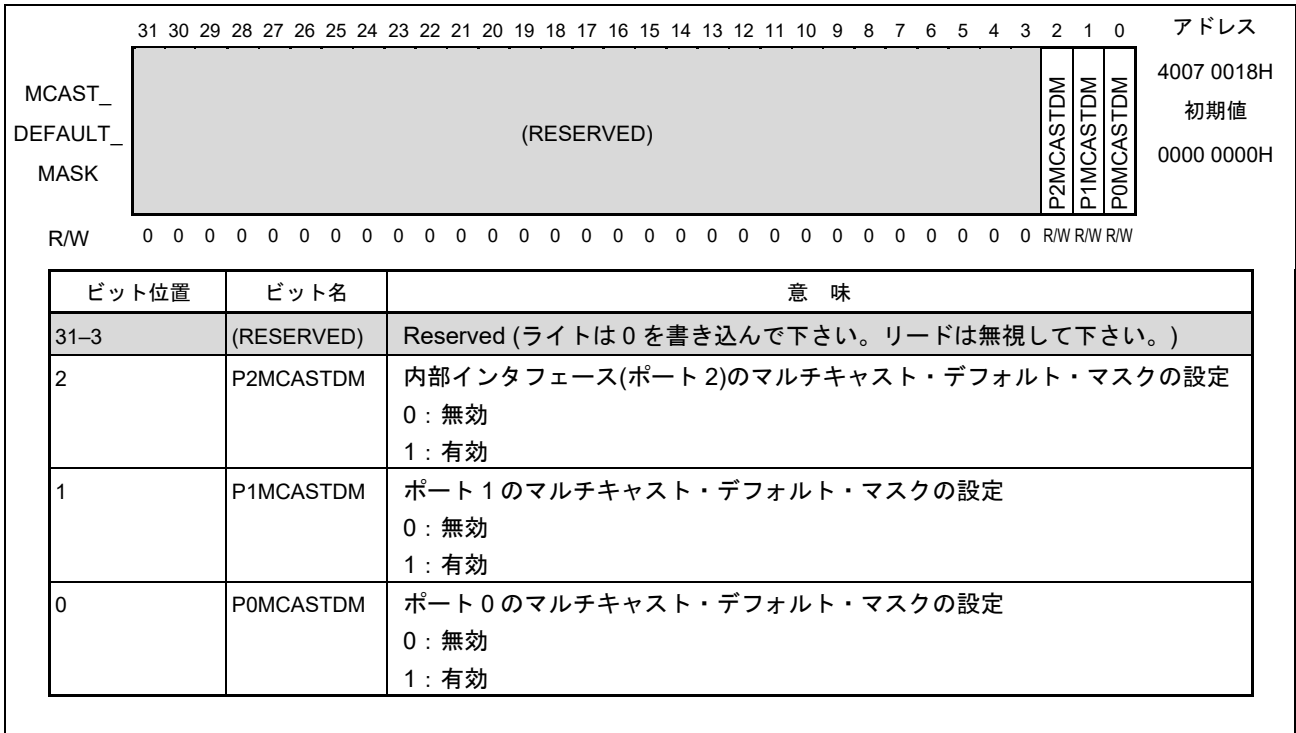 31 30 29 28 27 26 25 24 23 22 21 20 19 18 17 16 15 14 13 12 11 10 9 8 7 6 5 4 3 2 1 0 アドレス
MCAST_
DEFAULT_
MASK
(RESERVED)
P2MCASTDM
P1MCASTDM
P0MCASTDM
4007 0018H
初期値
0000 0000H
R/W 0 0 0 0 0 0 0 0 0 0 0 0 0 0 0 0 0 0 0 0 0 0 0 0 0 0 0 0 0 R/W R/W R/W
ビット位置 ビット名 意 味
31–3 (RESERVED) Reserved (ライトは 0 を書き込んで下さい。リードは無視して下さい。)
2 P2MCASTDM 内部インタフェース(ポート 2)のマルチキャスト・デフォルト・マスクの設定
0：無効
1：有効
1 P1MCASTDM ポート 1 のマルチキャスト・デフォルト・マスクの設定
0：無効
1：有効
0 P0MCASTDM ポート 0 のマルチキャスト・デフォルト・マスクの設定
0：無効
1：有効